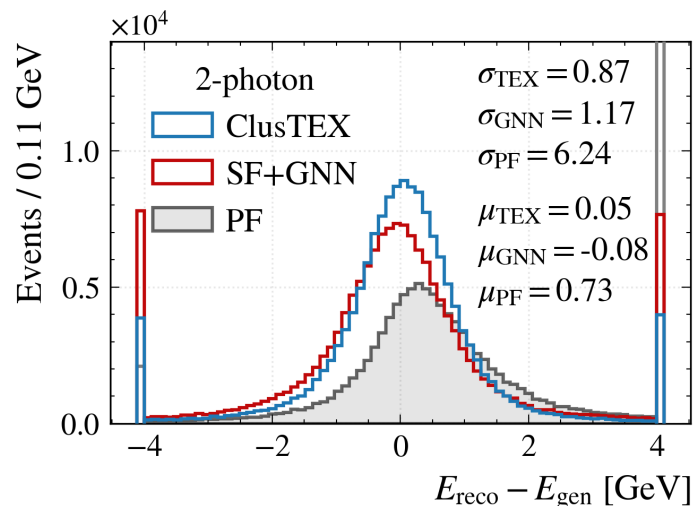 ×10⁴
2-photon
ClusTEX
SF+GNN
PF
σTEX = 0.87
σGNN = 1.17
σPF = 6.24
μTEX = 0.05
μGNN = -0.08
μPF = 0.73
Events / 0.11 GeV
1.0
0.5
0.0
−4 −2 0 2 4
Ereco − Egen [GeV]